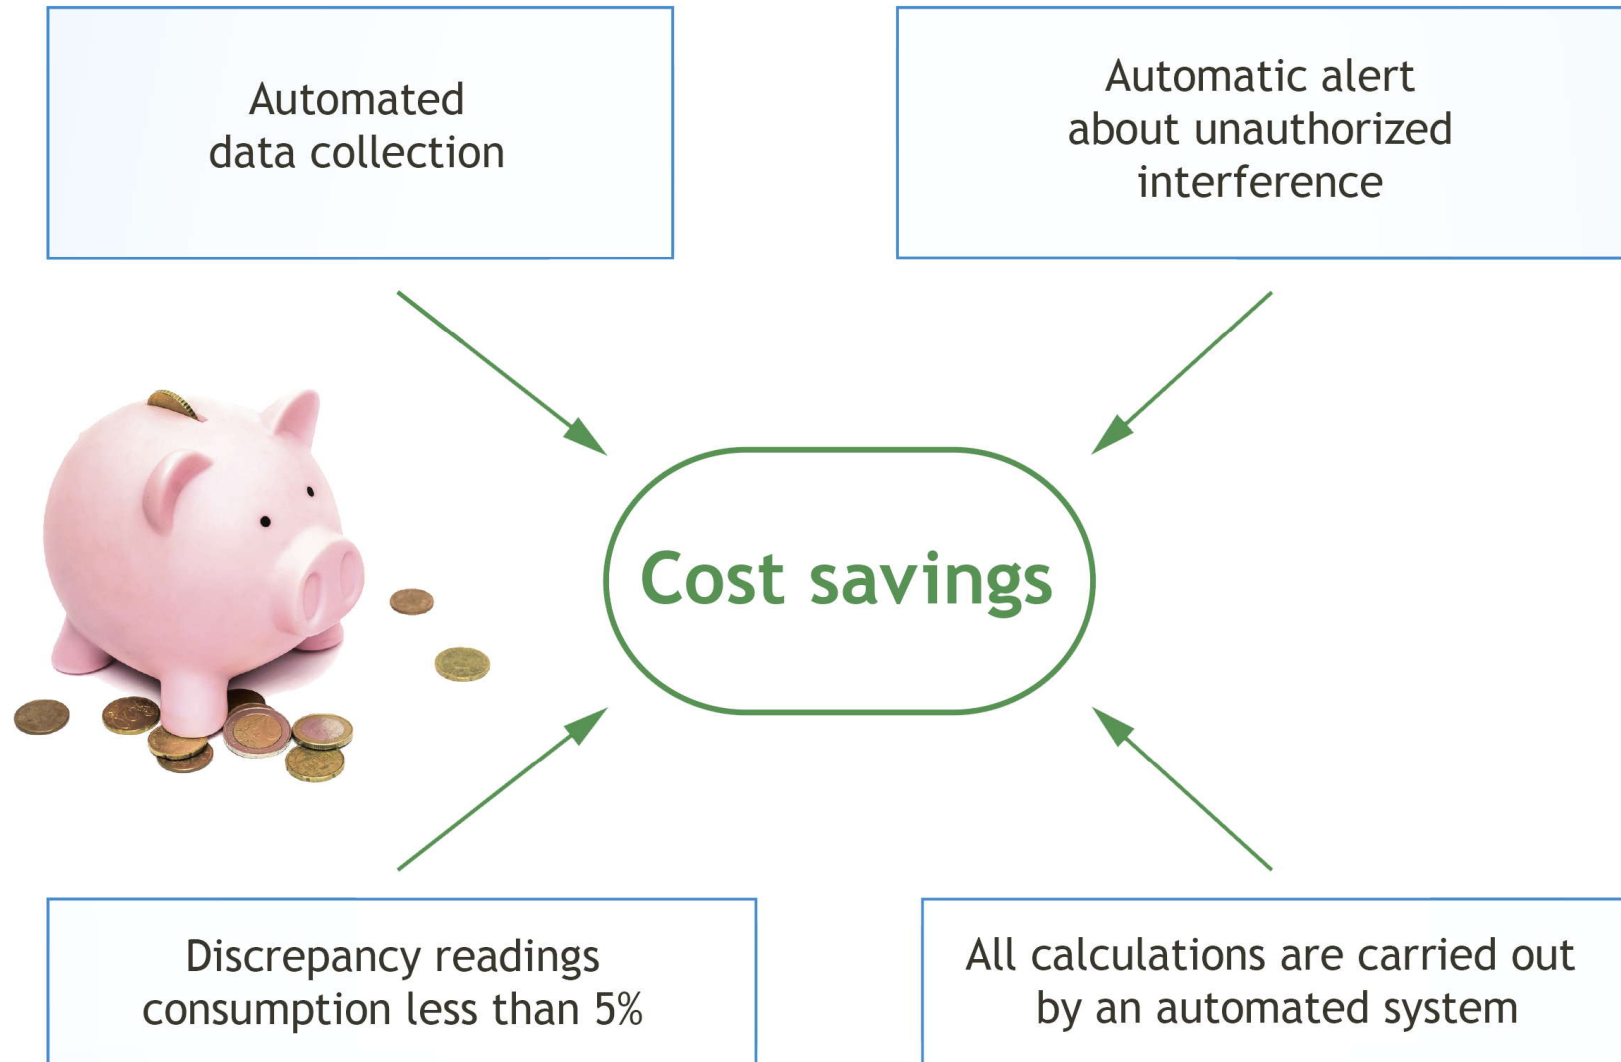 Automated
data collection
Automatic alert
about unauthorized
interference
Cost savings
Discrepancy readings
consumption less than 5%
All calculations are carried out
by an automated system